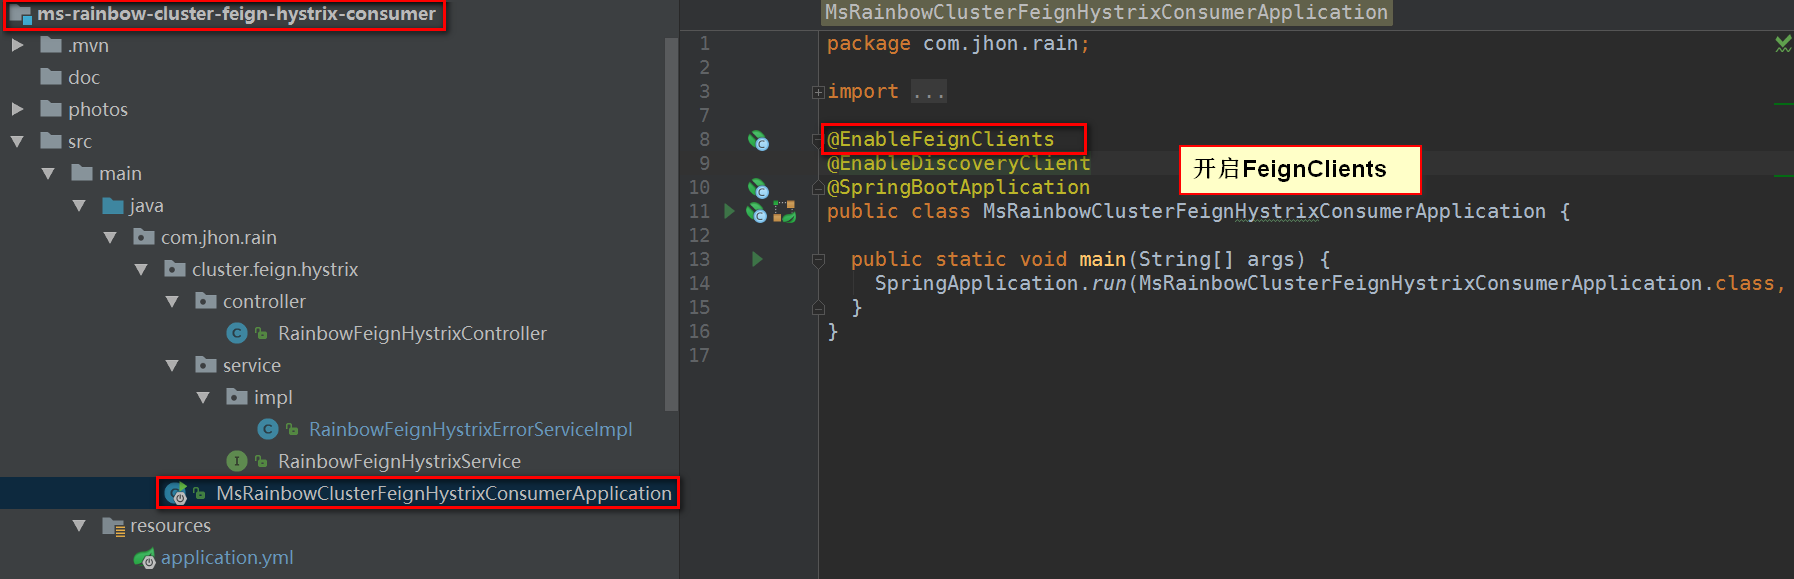 ms-rainbow-cluster-feign-hystrix-consumer
.mvn
doc
photos
src
main
java
com.jhon.rain
cluster.feign.hystrix
controller
RainbowFeignHystrixController
service
impl
RainbowFeignHystrixErrorServiceImpl
RainbowFeignHystrixService
MsRainbowClusterFeignHystrixConsumerApplication
resources
application.yml
MsRainbowClusterFeignHystrixConsumerApplication
1 package com.jhon.rain;
2
3 import ...
7
8 @EnableFeignClients
9 @EnableDiscoveryClient
开启FeignClients
10 @SpringBootApplication
11 public class MsRainbowClusterFeignHystrixConsumerApplication {
12
13 public static void main(String[] args) {
14 SpringApplication.run(MsRainbowClusterFeignHystrixConsumerApplication.class,
15 }
16 }
17